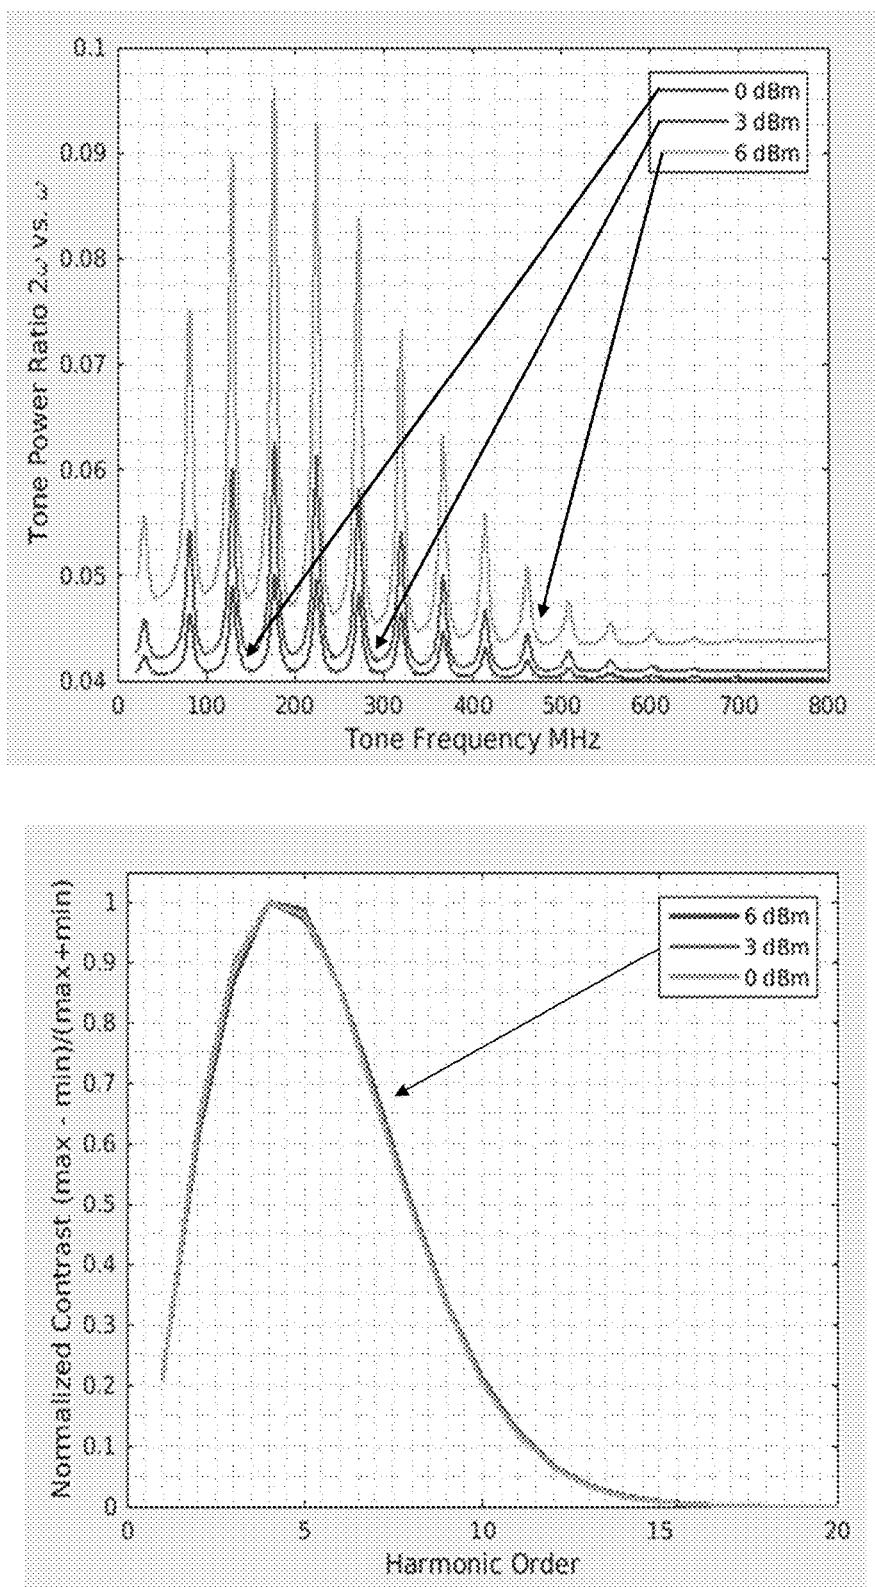 0.1
0.09
0.08
0.07
0.06
0.05
0.04
Tone Power Ratio 2ω vs. ω
0 dBm
3 dBm
6 dBm
0 100 200 300 400 500 600 700 800
Tone Frequency MHz
1
0.9
0.8
0.7
0.6
0.5
0.4
0.3
0.2
0.1
0
Normalized Contrast (max - min)/(max+min)
6 dBm
3 dBm
0 dBm
0 5 10 15 20
Harmonic Order